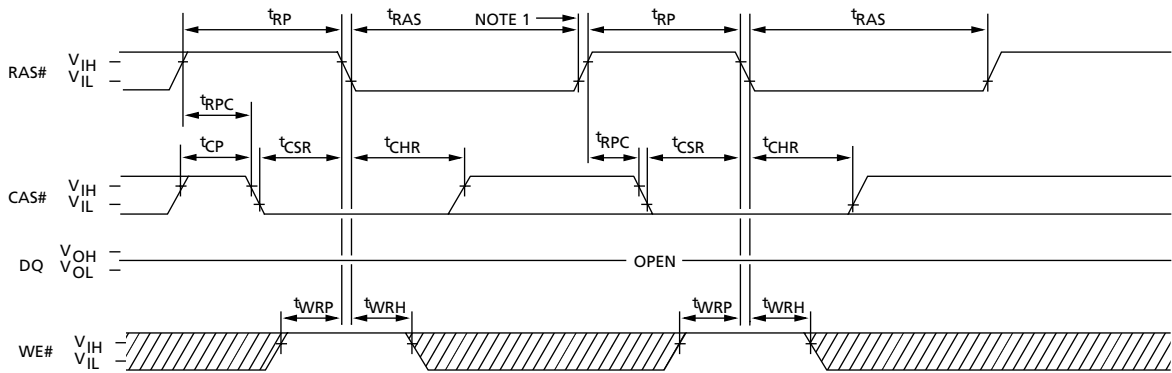 tRP tRAS NOTE 1 tRP tRAS
RAS# VIH
VIL
tRPC
tCP tCSR tCHR tRPC tCSR tCHR
CAS# VIH
VIL
DQ VOH
VOL
OPEN
tWRP tWRH tWRP tWRH
WE# VIH
VIL